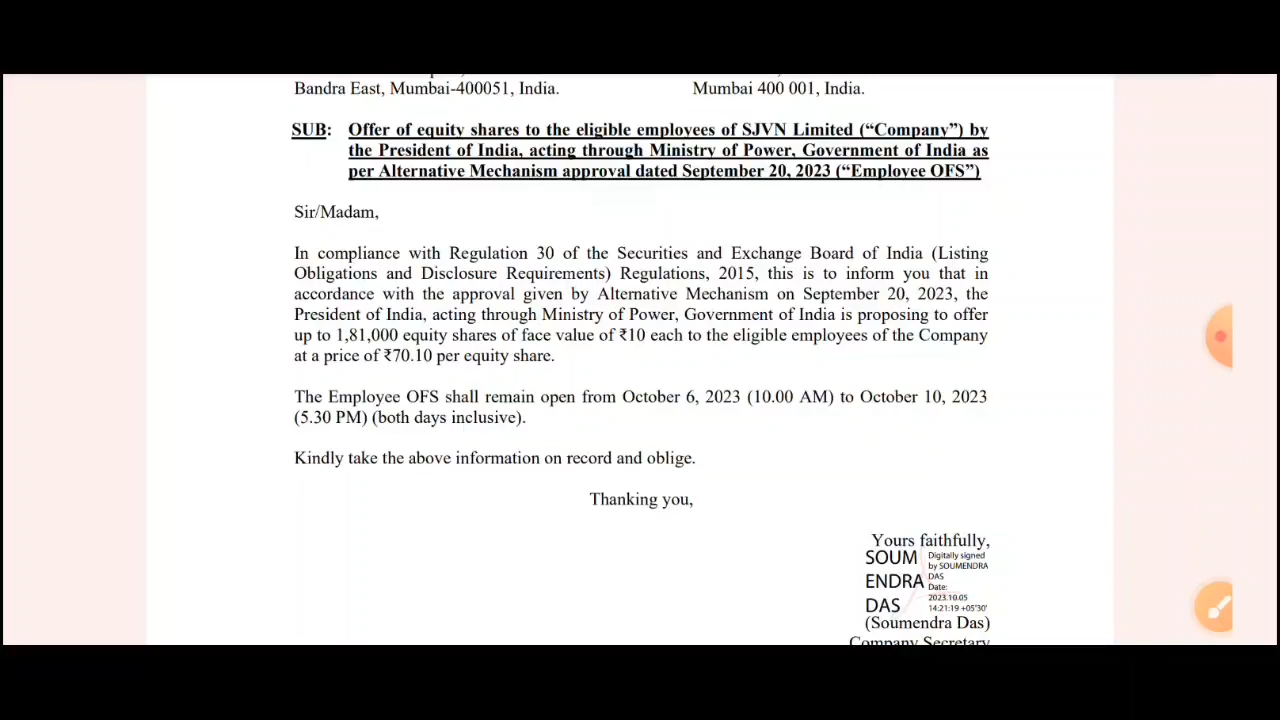 Bandra East, Mumbai-400051, India.
Mumbai 400 001, India.
SUB: Offer of equity shares to the eligible employees of SJVN Limited (“Company”) by
the President of India, acting through Ministry of Power, Government of India as
per Alternative Mechanism approval dated September 20, 2023 (“Employee OFS”)
Sir/Madam,
In compliance with Regulation 30 of the Securities and Exchange Board of India (Listing
Obligations and Disclosure Requirements) Regulations, 2015, this is to inform you that in
accordance with the approval given by Alternative Mechanism on September 20, 2023, the
President of India, acting through Ministry of Power, Government of India is proposing to offer
up to 1,81,000 equity shares of face value of ₹10 each to the eligible employees of the Company
at a price of ₹70.10 per equity share.
The Employee OFS shall remain open from October 6, 2023 (10.00 AM) to October 10, 2023
(5.30 PM) (both days inclusive).
Kindly take the above information on record and oblige.
Thanking you,
Yours faithfully,
SOUM
ENDRA
DAS
Digitally signed
by SOUMENDRA
DAS
Date:
2023.10.05
14:21:19 +05'30'
(Soumendra Das)
Company Secretary